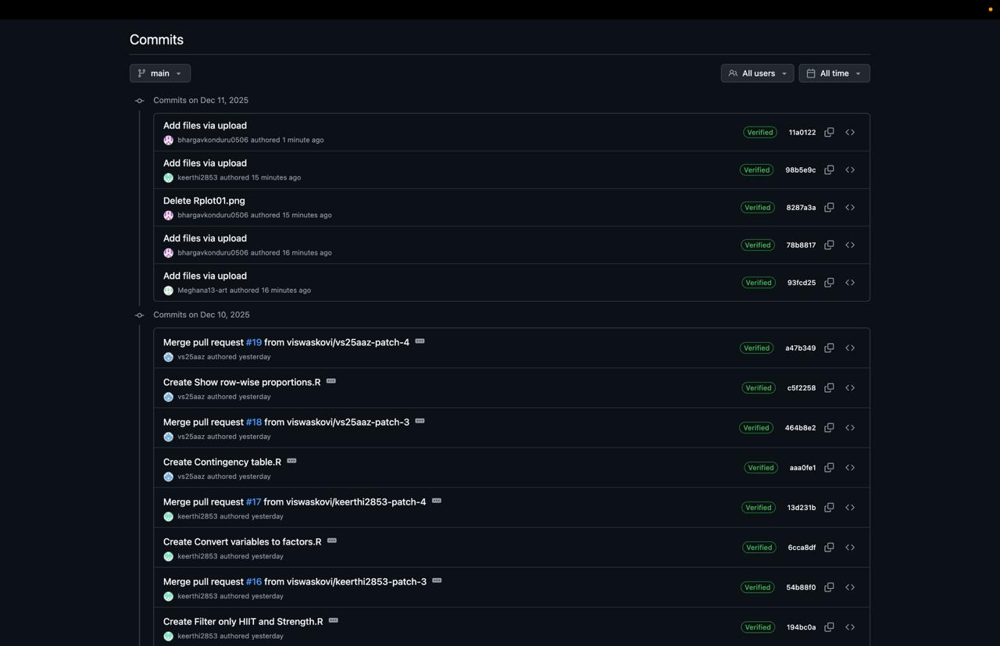 Commits
main
All users
All time
Commits on Dec 11, 2025
Add files via upload
bhargavkonduru0506 authored 1 minute ago
Verified
11a0122
Add files via upload
keerthi2853 authored 15 minutes ago
Verified
98b5e9c
Delete Rplot01.png
bhargavkonduru0506 authored 15 minutes ago
Verified
8287a3a
Add files via upload
bhargavkonduru0506 authored 16 minutes ago
Verified
78b8817
Add files via upload
Meghana13-art authored 16 minutes ago
Verified
93fcd25
Commits on Dec 10, 2025
Merge pull request #19 from viswaskovi/vs25aaz-patch-4
vs25aaz authored yesterday
Verified
a47b349
Create Show row-wise proportions.R
vs25aaz authored yesterday
Verified
c5f2258
Merge pull request #18 from viswaskovi/vs25aaz-patch-3
vs25aaz authored yesterday
Verified
464b8e2
Create Contingency table.R
vs25aaz authored yesterday
Verified
aaa0fe1
Merge pull request #17 from viswaskovi/keerthi2853-patch-4
keerthi2853 authored yesterday
Verified
13d231b
Create Convert variables to factors.R
keerthi2853 authored yesterday
Verified
6cca8df
Merge pull request #16 from viswaskovi/keerthi2853-patch-3
keerthi2853 authored yesterday
Verified
54b88f0
Create Filter only HIIT and Strength.R
keerthi2853 authored yesterday
Verified
194bc0a